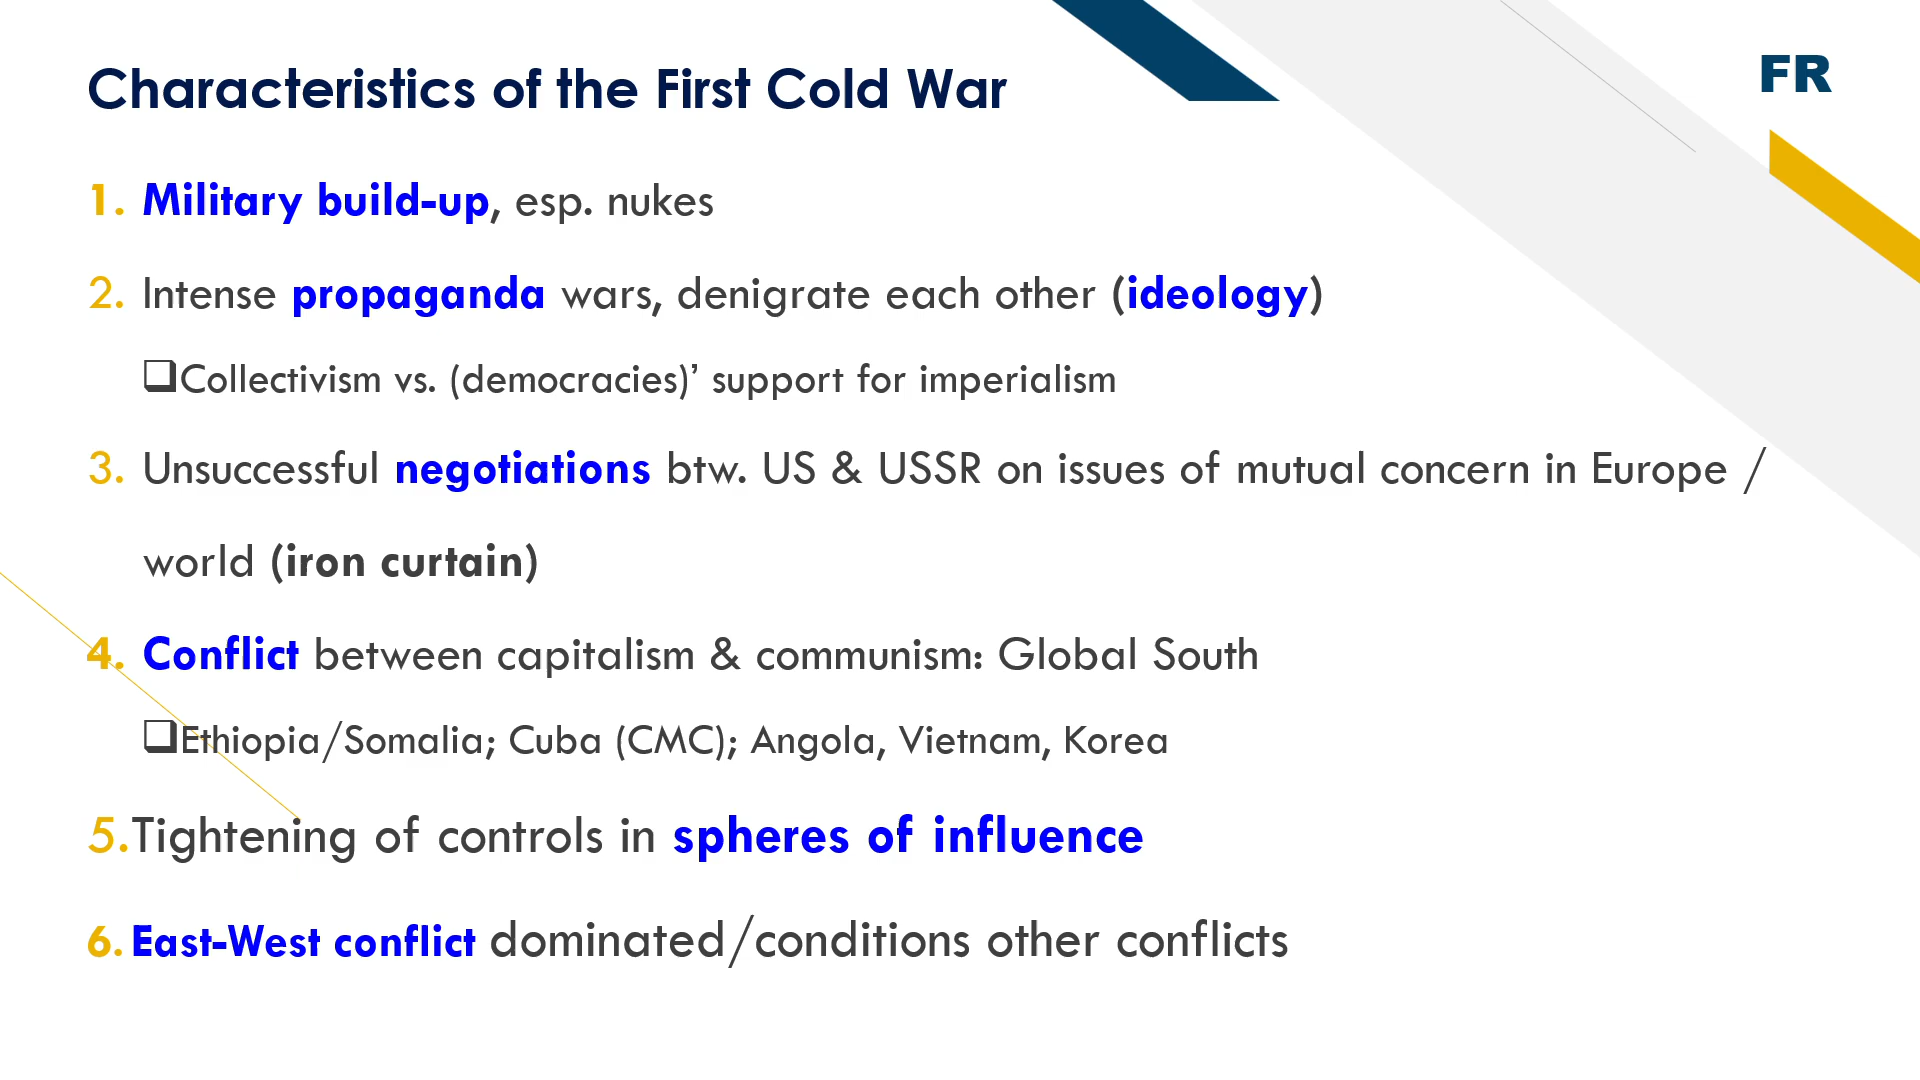 Characteristics of the First Cold War
FR
1. Military build-up, esp. nukes
2. Intense propaganda wars, denigrate each other (ideology)
❑Collectivism vs. (democracies)’ support for imperialism
3. Unsuccessful negotiations btw. US & USSR on issues of mutual concern in Europe /
world (iron curtain)
4. Conflict between capitalism & communism: Global South
❑Ethiopia/Somalia; Cuba (CMC); Angola, Vietnam, Korea
5.Tightening of controls in spheres of influence
6. East-West conflict dominated/conditions other conflicts